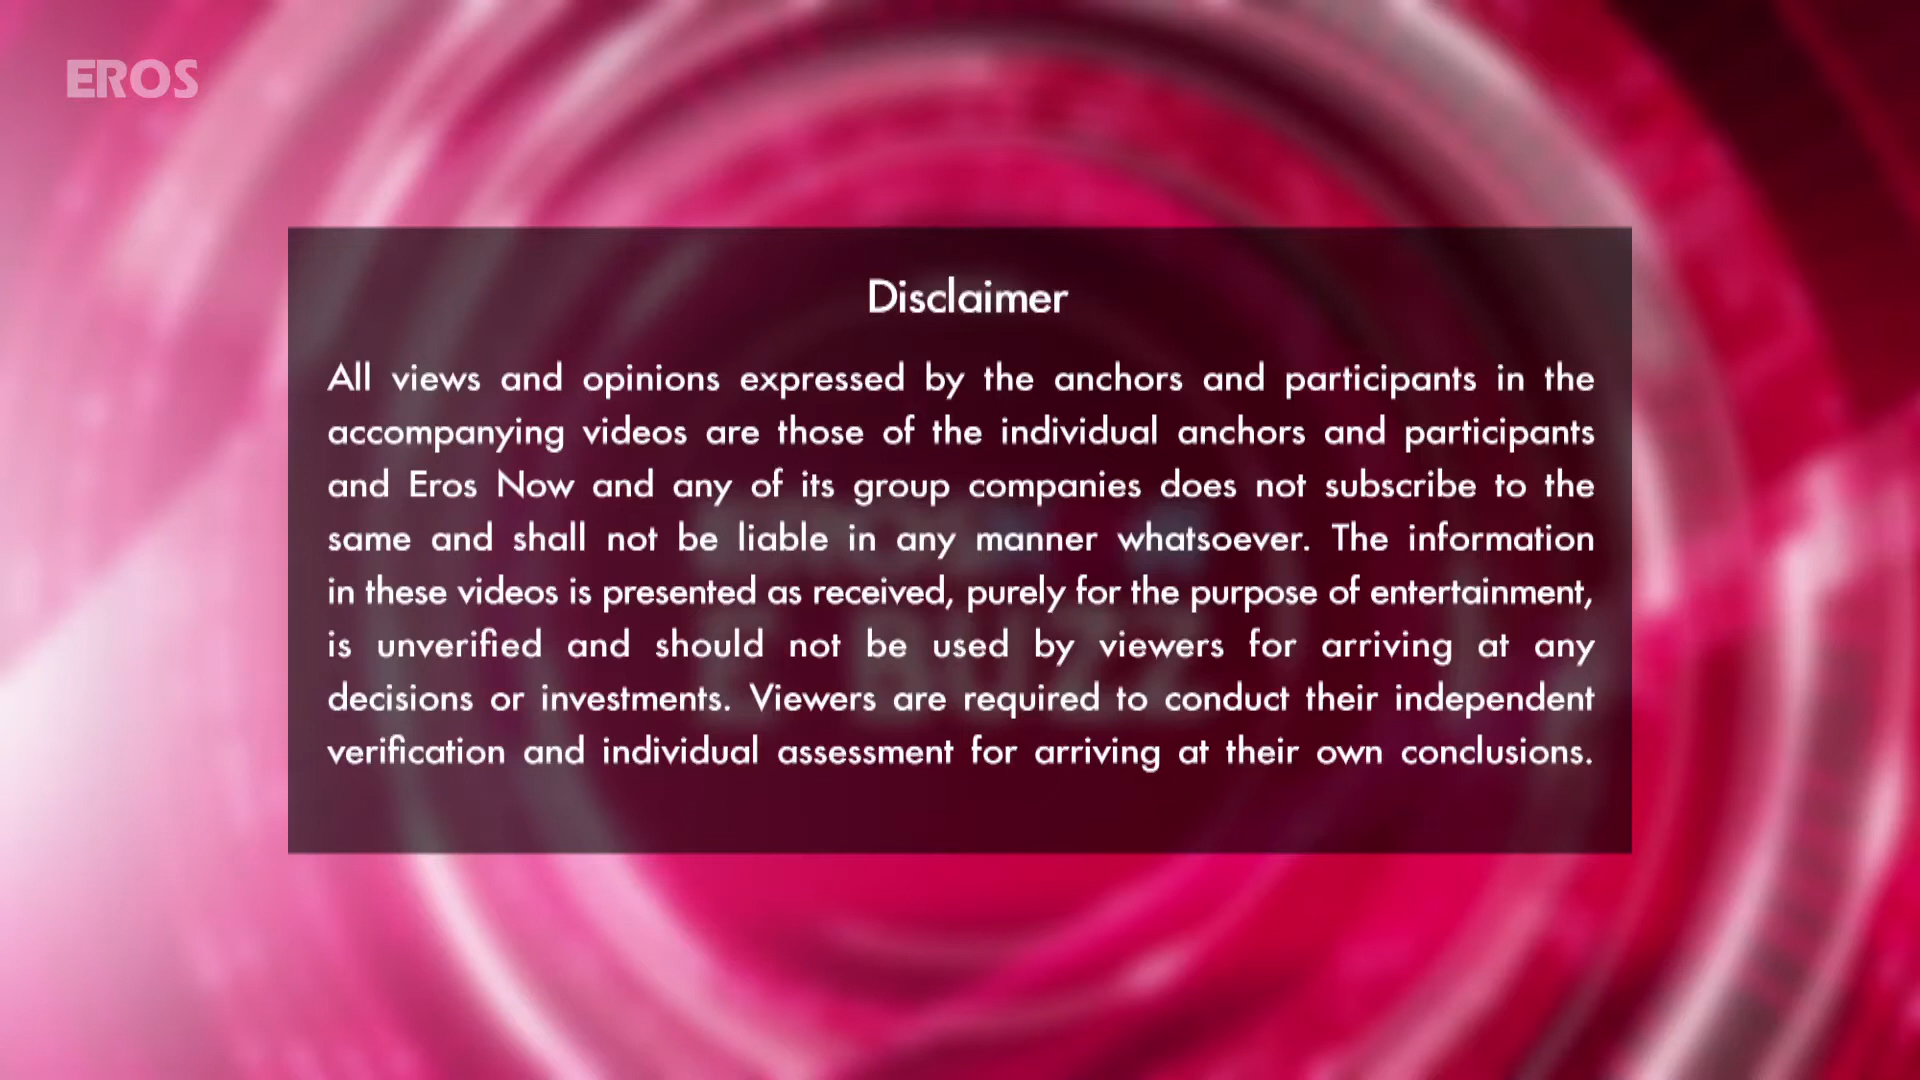 EROS
Disclaimer
All views and opinions expressed by the anchors and participants in the
accompanying videos are those of the individual anchors and participants
and Eros Now and any of its group companies does not subscribe to the
same and shall not be liable in any manner whatsoever. The information
in these videos is presented as received, purely for the purpose of entertainment,
is unverified and should not be used by viewers for arriving at any
decisions or investments. Viewers are required to conduct their independent
verification and individual assessment for arriving at their own conclusions.